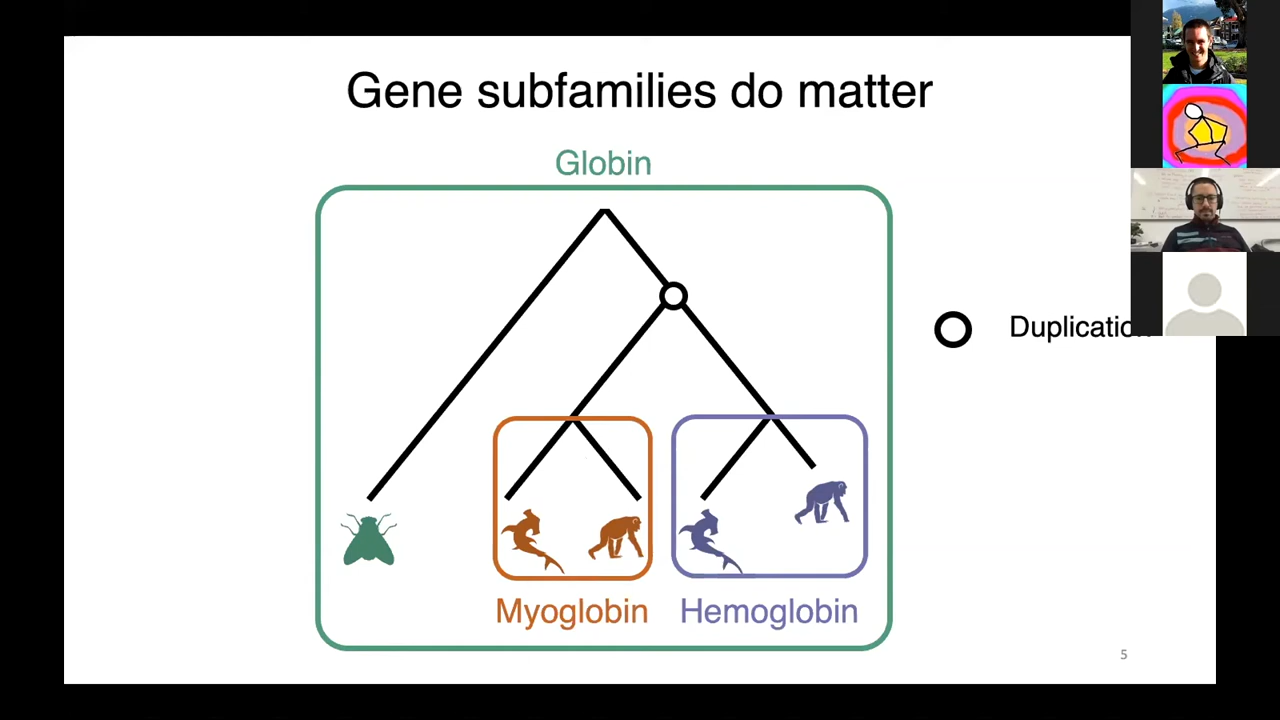 Gene subfamilies do matter
Globin
Duplicatio
Myoglobin Hemoglobin
5